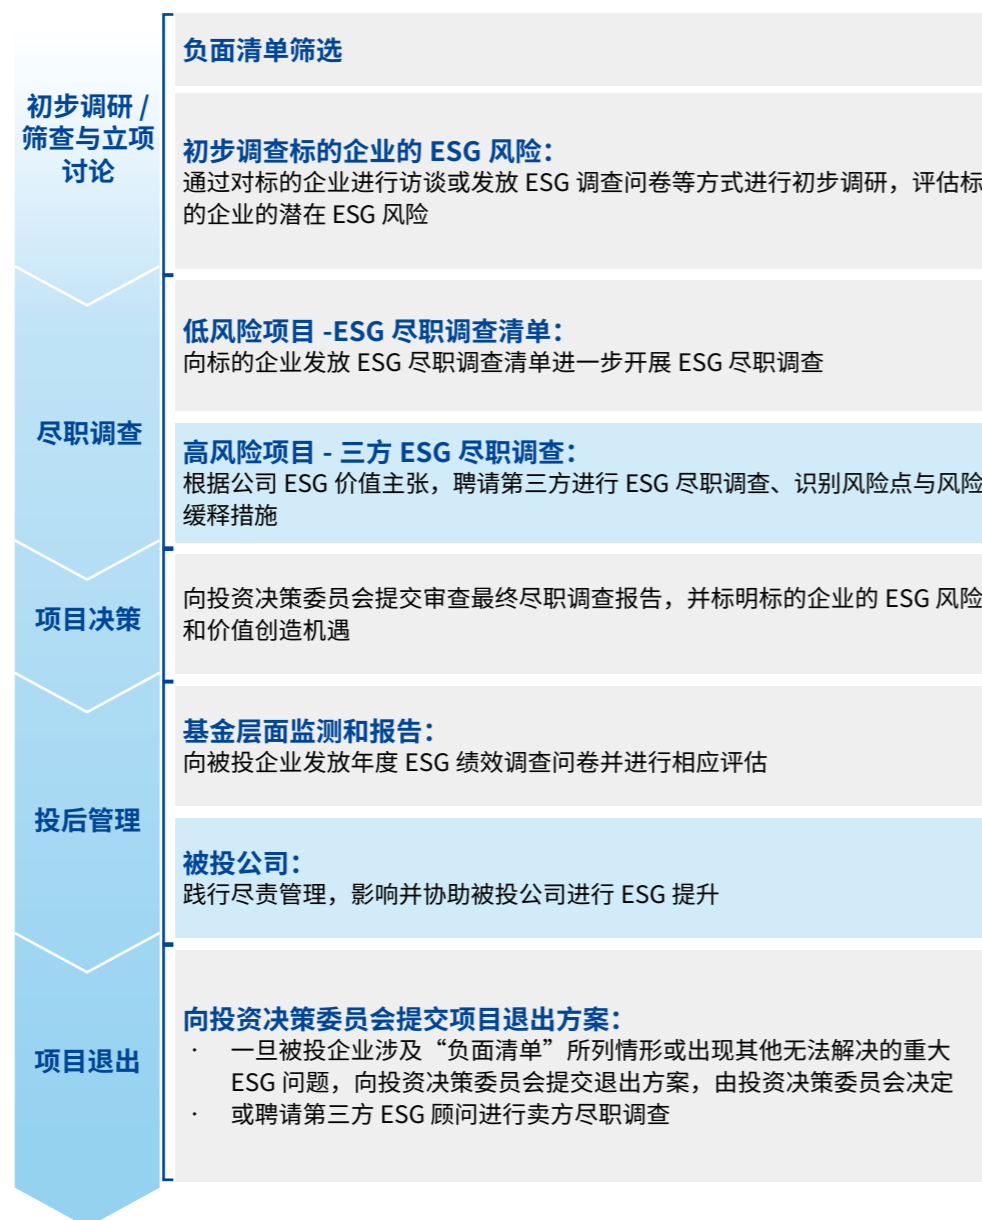 初步调研 /
筛查与立项
讨论
负面清单筛选
初步调查标的企业的 ESG 风险：
通过对标的企业进行访谈或发放 ESG 调查问卷等方式进行初步调研，评估标
的企业的潜在 ESG 风险
尽职调查
低风险项目 -ESG 尽职调查清单：
向标的企业发放 ESG 尽职调查清单进一步开展 ESG 尽职调查
高风险项目 - 三方 ESG 尽职调查：
根据公司 ESG 价值主张，聘请第三方进行 ESG 尽职调查、识别风险点与风险
缓释措施
项目决策
向投资决策委员会提交审查最终尽职调查报告，并标明标的企业的 ESG 风险
和价值创造机遇
投后管理
基金层面监测和报告：
向被投企业发放年度 ESG 绩效调查问卷并进行相应评估
被投公司：
践行尽责管理，影响并协助被投公司进行 ESG 提升
项目退出
向投资决策委员会提交项目退出方案：
· 一旦被投企业涉及“负面清单”所列情形或出现其他无法解决的重大
ESG 问题，向投资决策委员会提交退出方案，由投资决策委员会决定
· 或聘请第三方 ESG 顾问进行卖方尽职调查